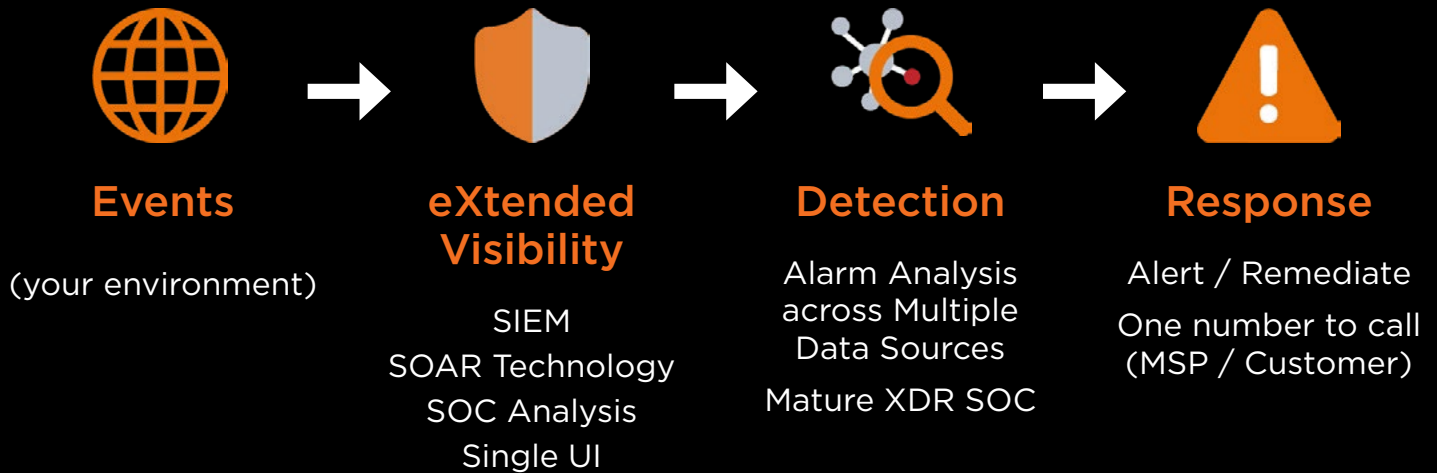 Events
(your environment)
eXtended
Visibility
SIEM
SOAR Technology
SOC Analysis
Single UI
Detection
Alarm Analysis
across Multiple
Data Sources
Mature XDR SOC
Response
Alert / Remediate
One number to call
(MSP / Customer)